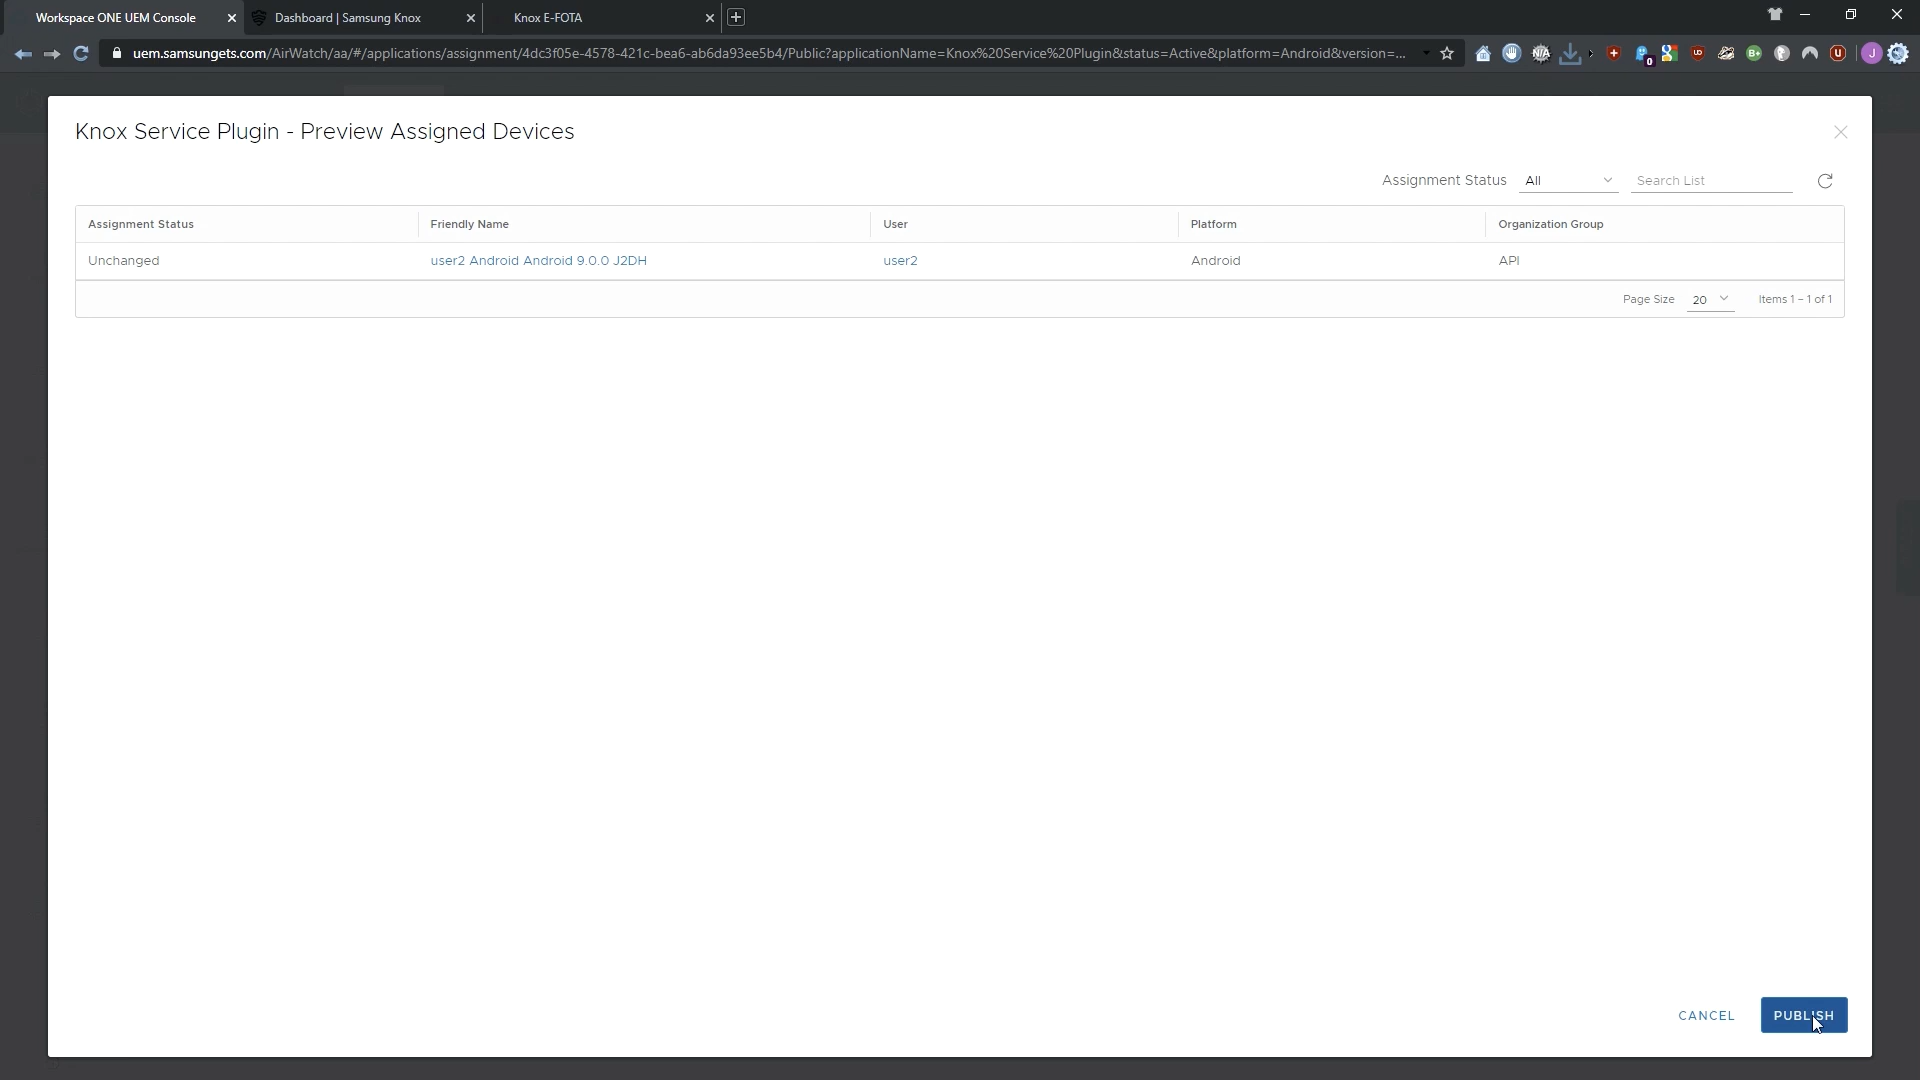 Workspace ONE UEM Console
Dashboard | Samsung Knox
Knox E-FOTA
uem.samsungets.com/AirWatch/aa/#/applications/assignment/4dc3f05e-4578-421c-bea6-ab6da93ee5b4/Public?applicationName=Knox%20Service%20Plugin&status=Active&platform=Android&version=...
N/A
0
UD
B+
U
J
Knox Service Plugin - Preview Assigned Devices
Assignment Status All Search List
Assignment Status Friendly Name User Platform Organization Group
Unchanged user2 Android Android 9.0.0 J2DH user2 Android API
Page Size 20 Items 1 – 1 of 1
CANCEL PUBLISH